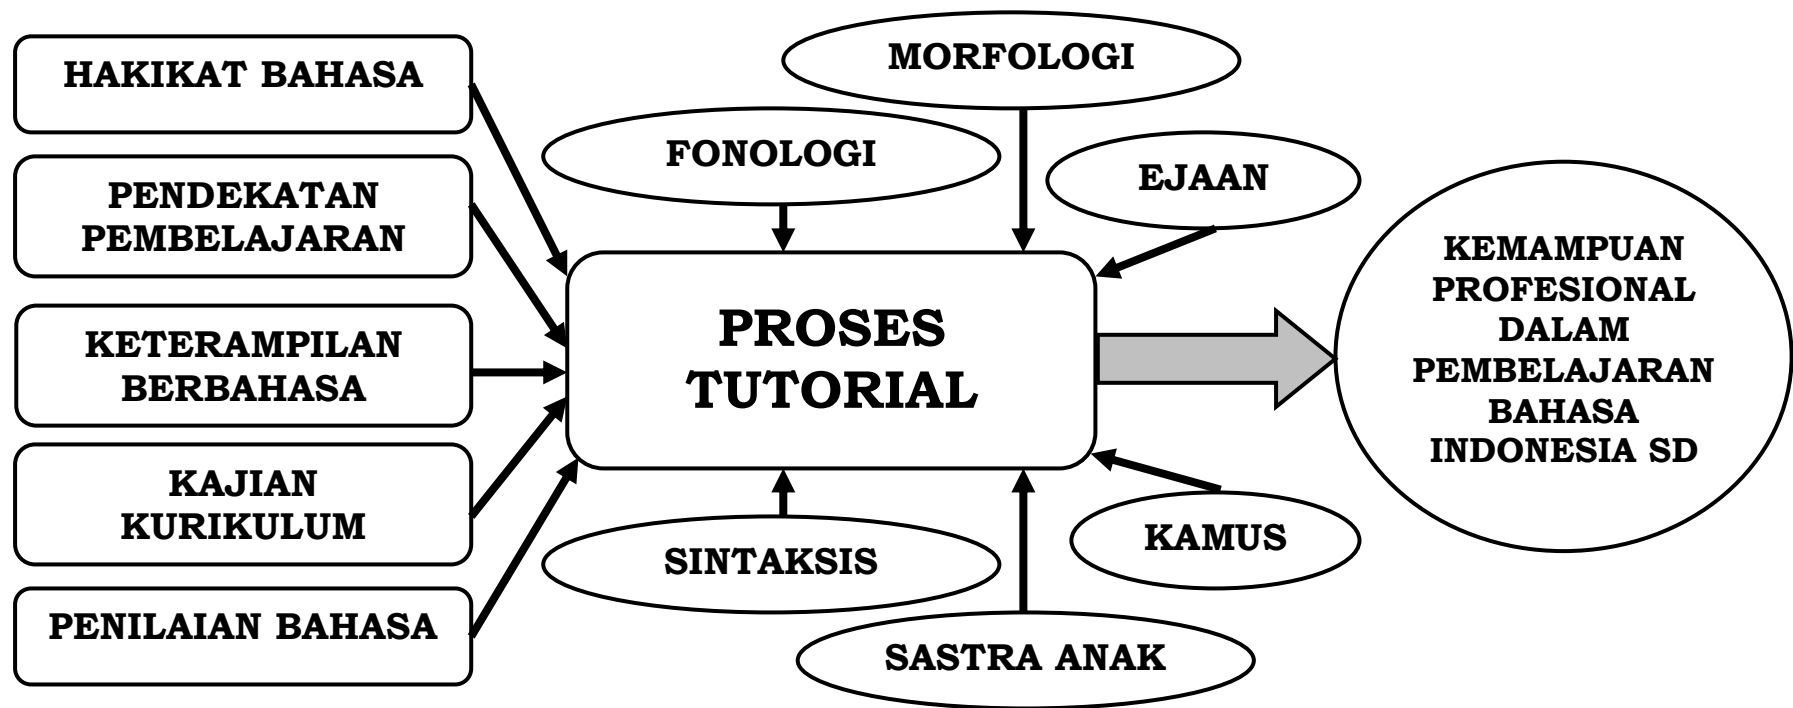 HAKIKAT BAHASA
PENDEKATAN
PEMBELAJARAN
KETERAMPILAN
BERBAHASA
KAJIAN
KURIKULUM
PENILAIAN BAHASA
MORFOLOGI
FONOLOGI
EJAAN
PROSES
TUTORIAL
SINTAKSIS
KAMUS
SASTRA ANAK
KEMAMPUAN
PROFESIONAL
DALAM
PEMBELAJARAN
BAHASA
INDONESIA SD